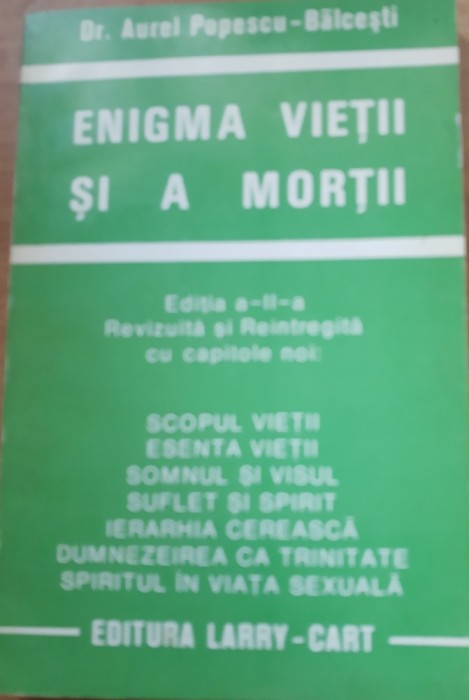 Dr. Aurel Popescu-Bălcești
ENIGMA VIEȚII
ȘI A MORȚII
Ediția a-II-a
Revizuită și Reîntregită
cu capitole noi:
SCOPUL VIEȚII
ESENTA VIEȚII
SOMNUL ȘI VISUL
SUFLET ȘI SPIRIT
IERARHIA CEREASCĂ
DUMNEZEIREA CA TRINITATE
SPIRITUL ÎN VIAȚA SEXUALĂ
EDITURA LARRY-CART